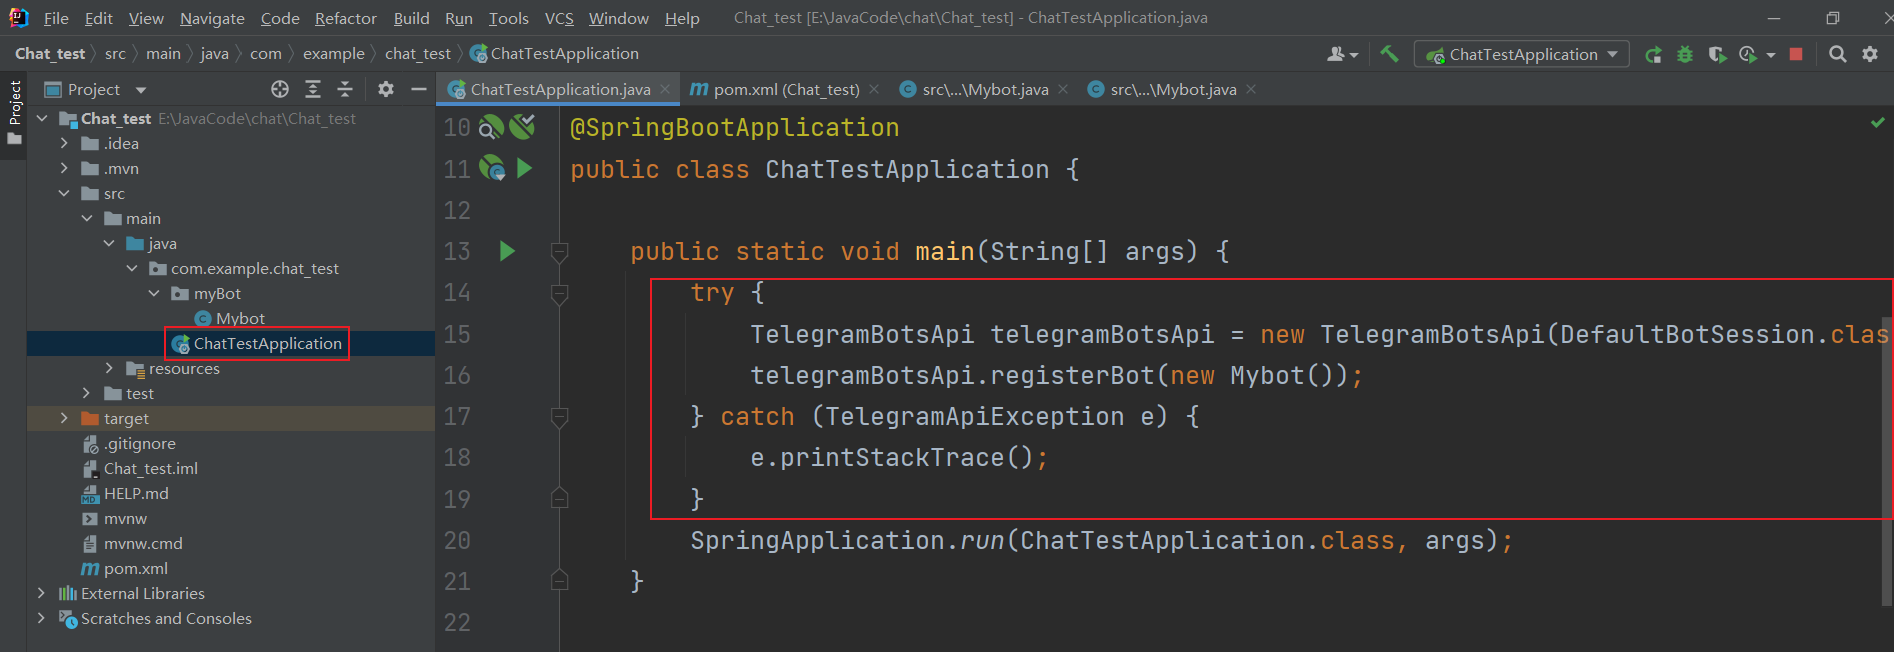 File Edit View Navigate Code Refactor Build Run Tools VCS Window Help Chat_test [E:\JavaCode\chat\Chat_test] - ChatTestApplication.java
Chat_test src main java com example chat_test ChatTestApplication
ChatTestApplication
Project
Project
ChatTestApplication.java
pom.xml (Chat_test)
src\...\Mybot.java
src\...\Mybot.java
Chat_test E:\JavaCode\chat\Chat_test
.idea
.mvn
src
main
java
com.example.chat_test
myBot
Mybot
ChatTestApplication
resources
test
target
.gitignore
Chat_test.iml
HELP.md
mvnw
mvnw.cmd
pom.xml
External Libraries
Scratches and Consoles
10 @SpringBootApplication
11 public class ChatTestApplication {
12
13 public static void main(String[] args) {
14 try {
15 TelegramBotsApi telegramBotsApi = new TelegramBotsApi(DefaultBotSession.clas
16 telegramBotsApi.registerBot(new Mybot());
17 } catch (TelegramApiException e) {
18 e.printStackTrace();
19 }
20 SpringApplication.run(ChatTestApplication.class, args);
21 }
22